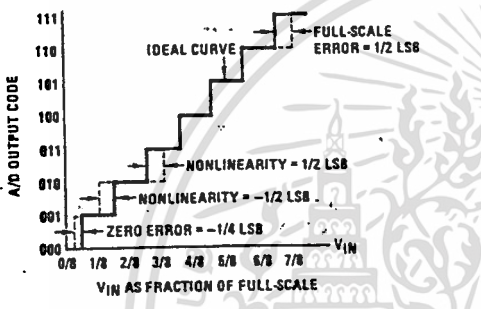 111
110
101
100
011
010
001
000
A/D OUTPUT CODE
IDEAL CURVE
FULL-SCALE
ERROR = 1/2 LSB
NONLINEARITY = 1/2 LSB
NONLINEARITY = -1/2 LSB
ZERO ERROR = -1/4 LSB
0/8 1/8 2/8 3/8 4/8 5/8 6/8 7/8
VIN
VIN AS FRACTION OF FULL-SCALE